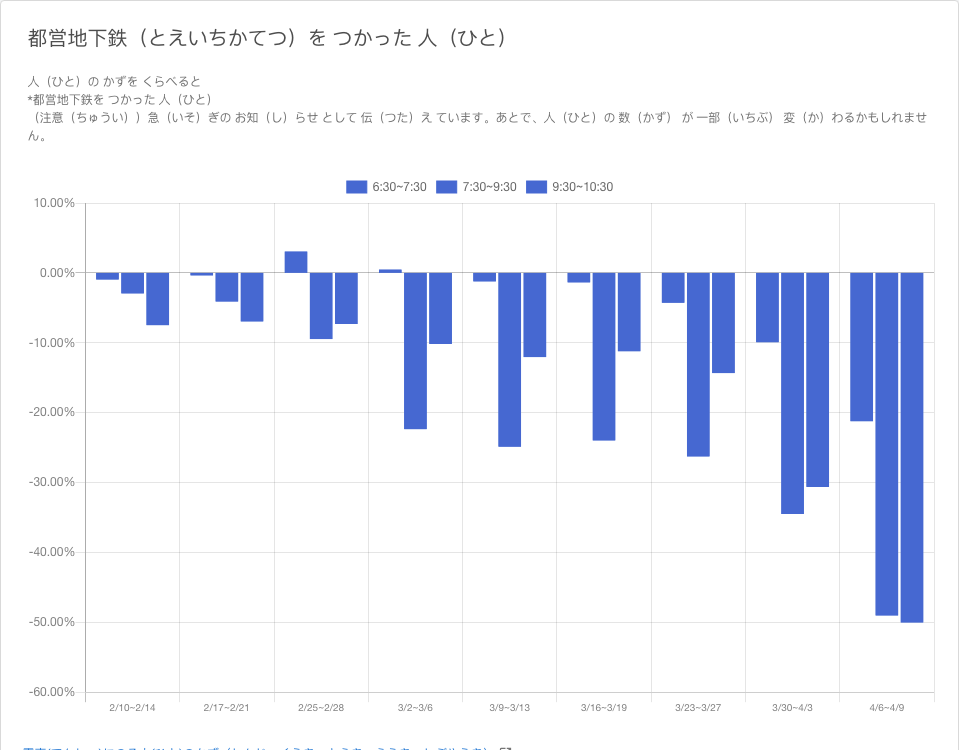 都営地下鉄（とえいちかてつ）を つかった 人（ひと）
人（ひと）の かずを くらべると
*都営地下鉄を つかった 人（ひと）
（注意（ちゅうい））急（いそ）ぎの お知（し）らせ として 伝（つた）え ています。あとで、人（ひと）の 数（かず） が 一部（いちぶ） 変（か）わるかもしれませ
ん。
6:30~7:30 7:30~9:30 9:30~10:30
10.00%
0.00%
-10.00%
-20.00%
-30.00%
-40.00%
-50.00%
-60.00%
2/10~2/14 2/17~2/21 2/25~2/28 3/2~3/6 3/9~3/13 3/16~3/19 3/23~3/27 3/30~4/3 4/6~4/9